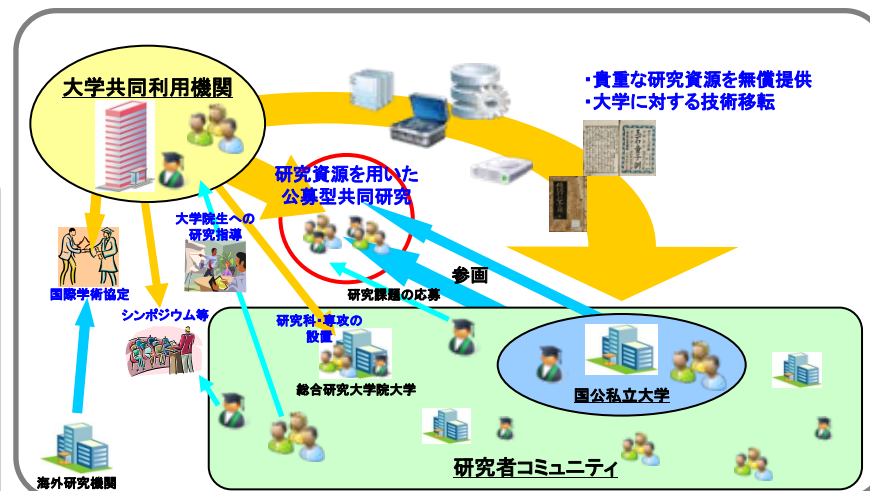 大学共同利用機関
・貴重な研究資源を無償提供
・大学に対する技術移転
研究資源を用いた
公募型共同研究
大学院生への
研究指導
参画
国際学術協定
研究課題の応募
シンポジウム等
研究科・専攻の
設置
総合研究大学院大学
国公私立大学
研究者コミュニティ
海外研究機関